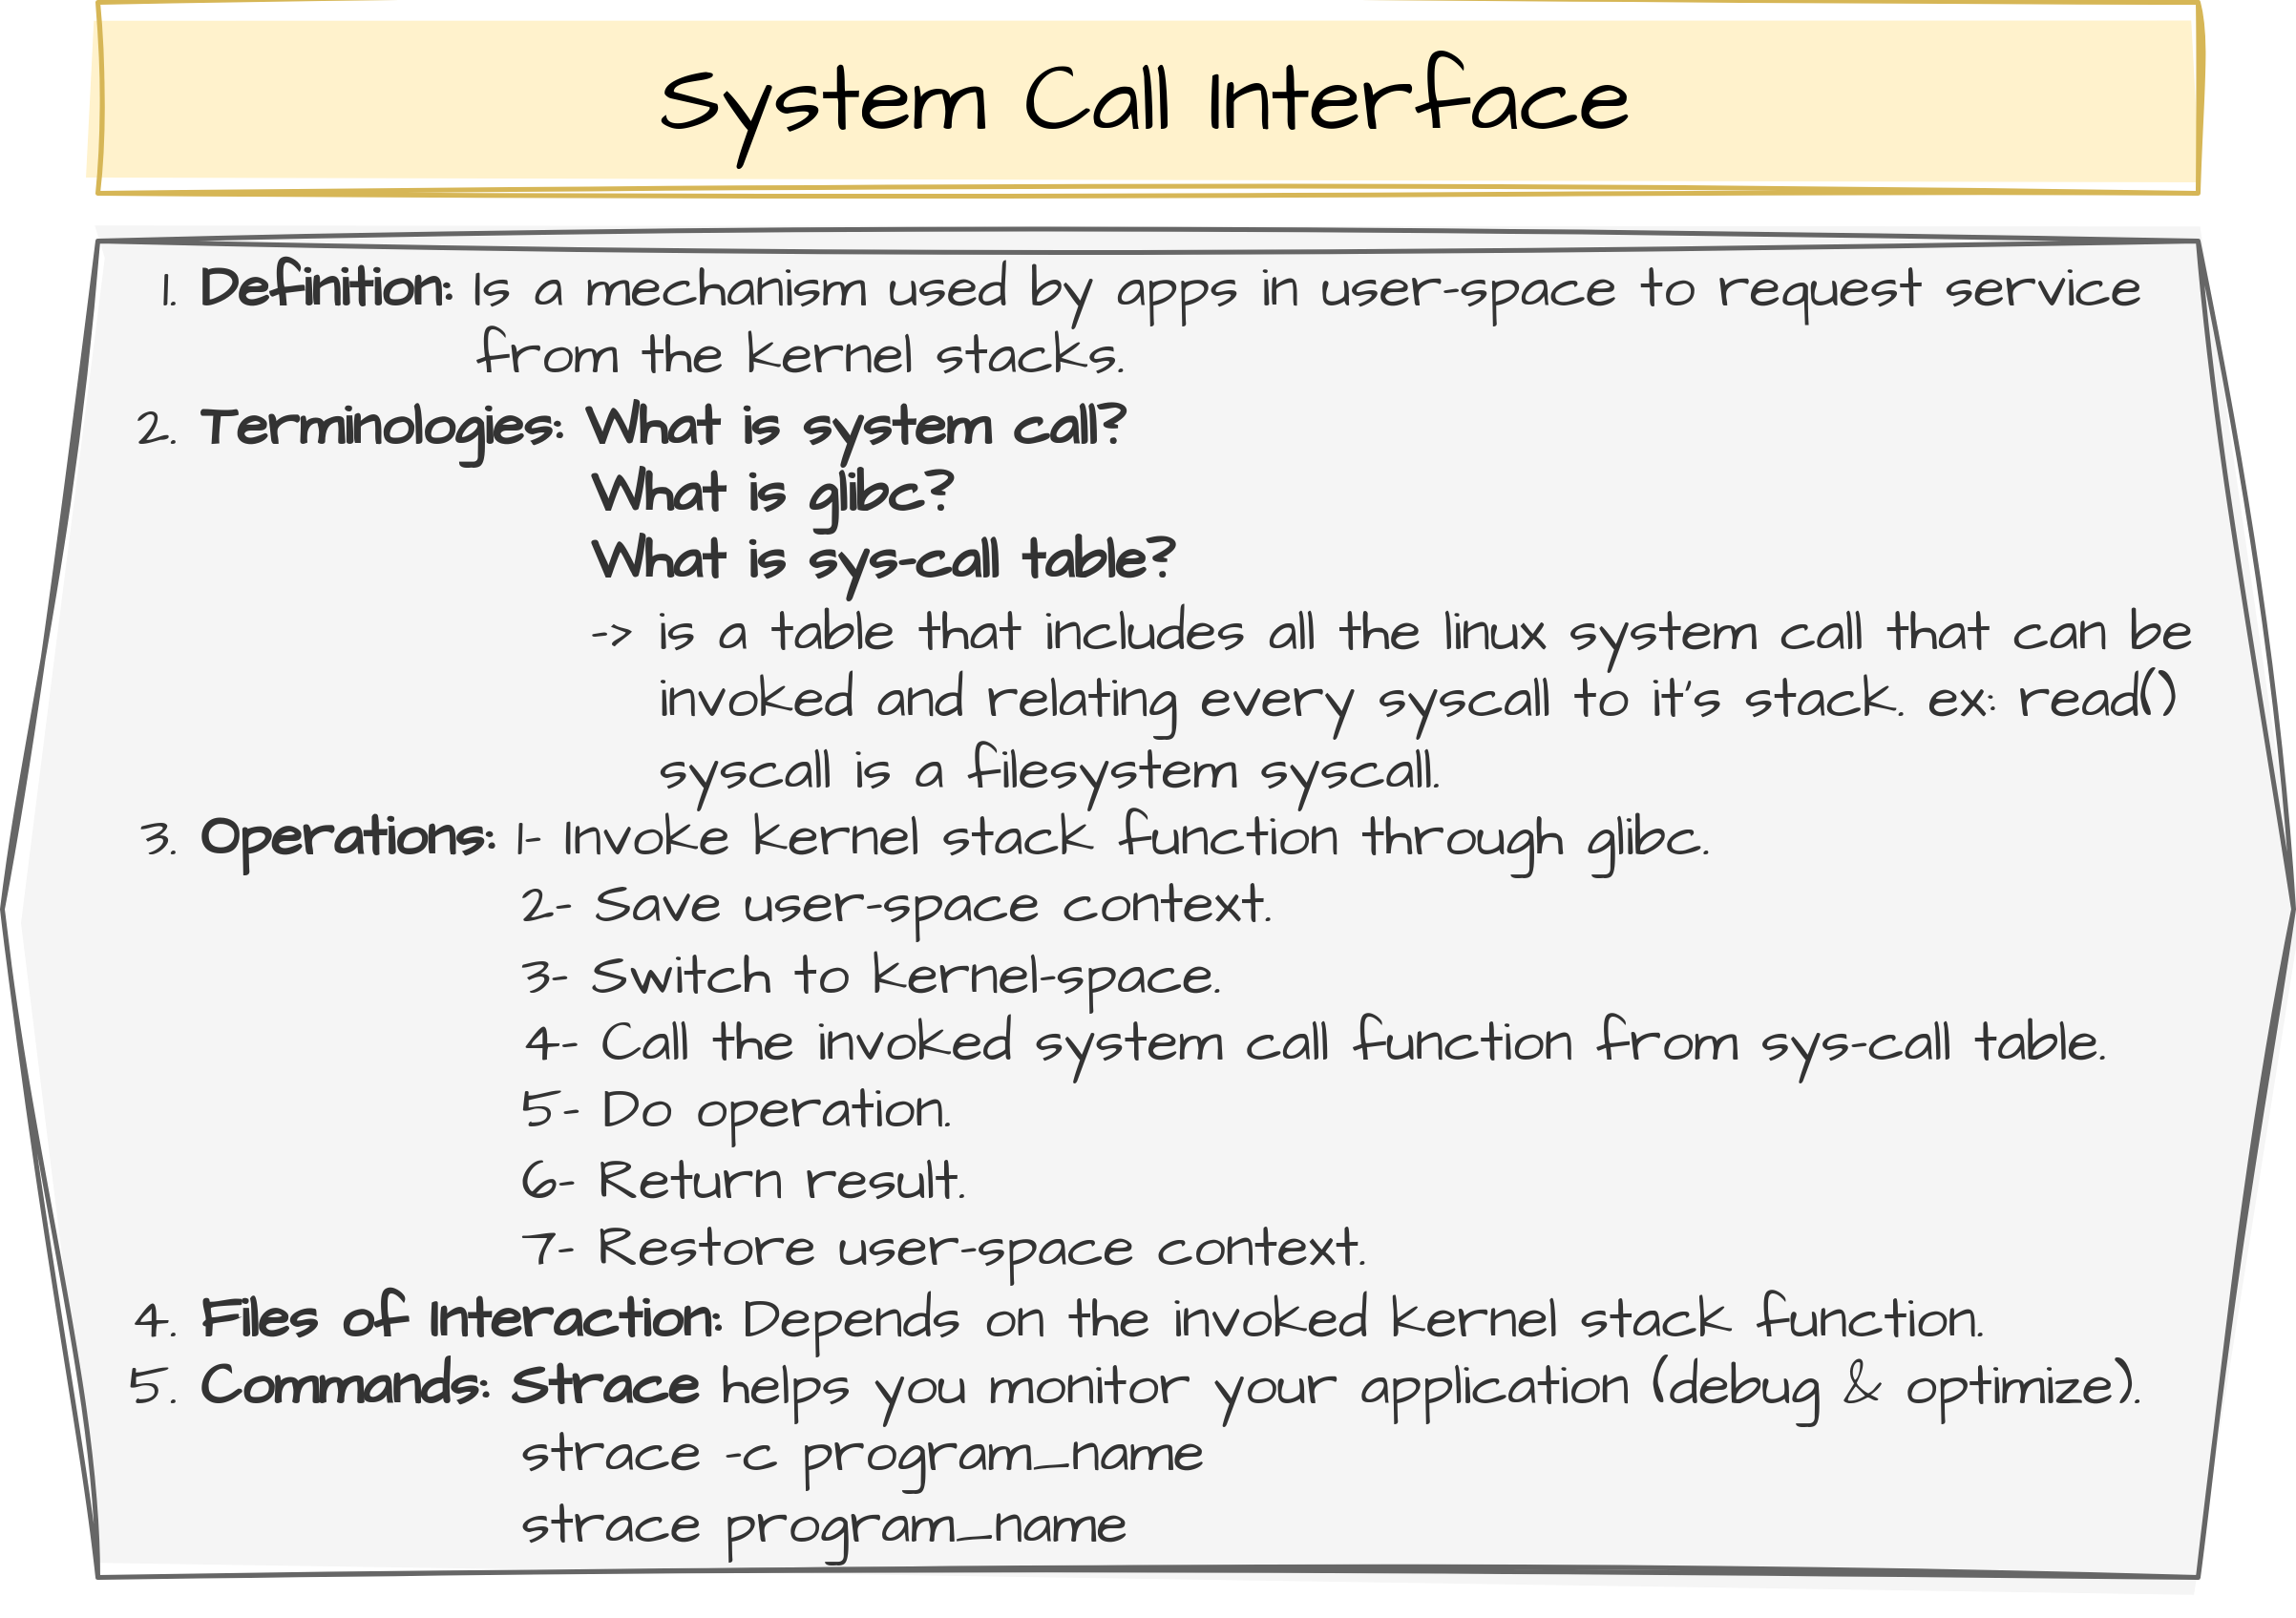 System Call Interface
1. Definition: Is a mechanism used by apps in user-space to request service
from the kernel stacks.
2. Terminologies: What is system call?
What is glibc?
What is sys-call table?
-> is a table that includes all the linux system call that can be
invoked and relating every syscall to it's stack. ex: read()
syscall is a filesystem syscall.
3. Operations: 1- Invoke kernel stack function through glibc.
2- Save user-space context.
3- Switch to kernel-space.
4- Call the invoked system call function from sys-call table.
5- Do operation.
6- Return result.
7- Restore user-space context.
4. Files of Interaction: Depends on the invoked kernel stack function.
5. Commands: Strace helps you monitor your application (debug & optimize).
strace -c program_name
strace program_name